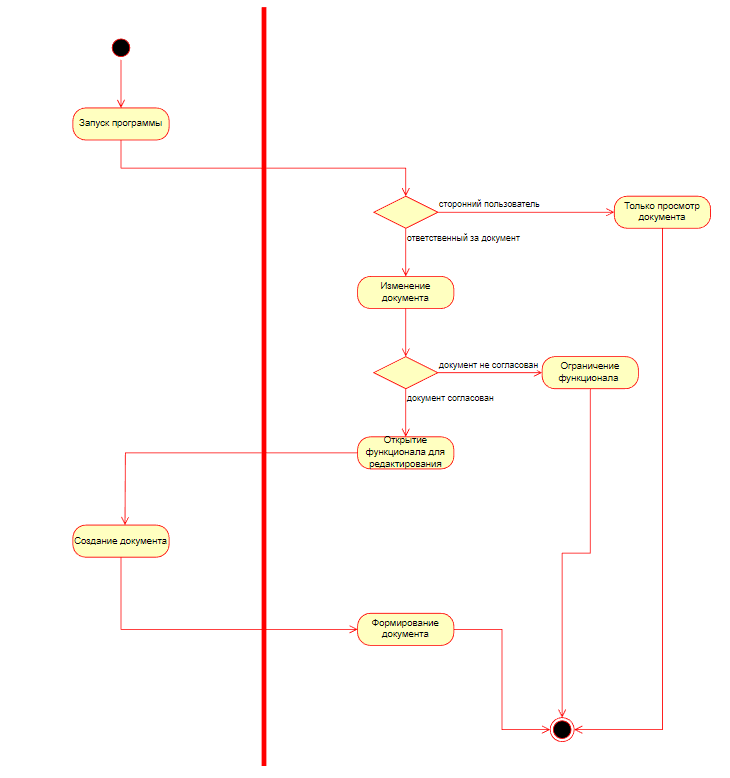 Запуск программы
сторонний пользователь
Только просмотр
документа
ответственный за документ
Изменение
документа
документ не согласован
Ограничение
функционала
документ согласован
Открытие
функционала для
редактирования
Создание документа
Формирование
документа